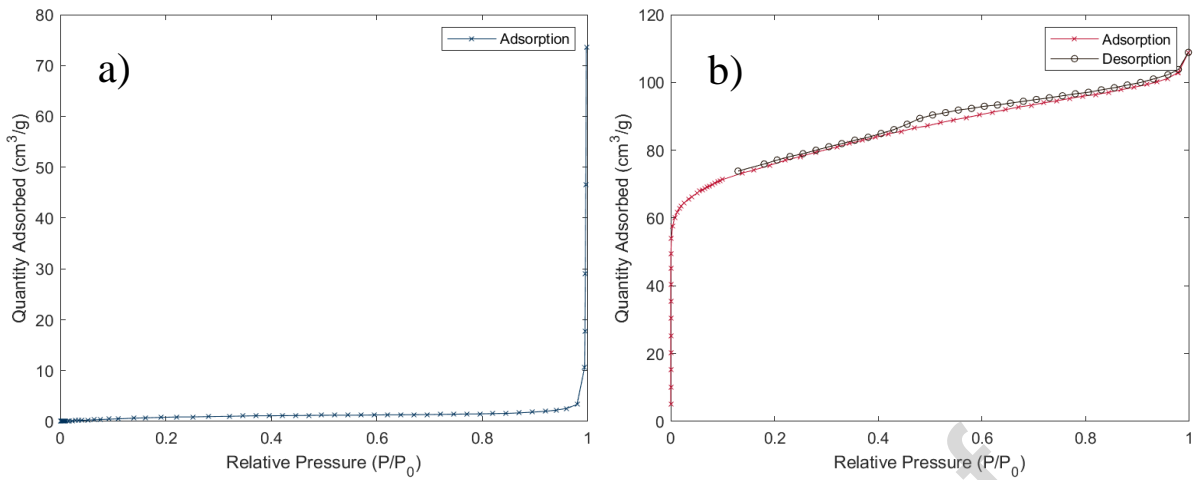 80
70
60
50
40
30
20
10
0
Quantity Adsorbed (cm³/g)
a)
Adsorption
0
0.2
0.4
0.6
0.8
1
Relative Pressure (P/P₀)
120
100
80
60
40
20
0
Quantity Adsorbed (cm³/g)
b)
Adsorption
Desorption
0
0.2
0.4
0.6
0.8
1
Relative Pressure (P/P₀)
f